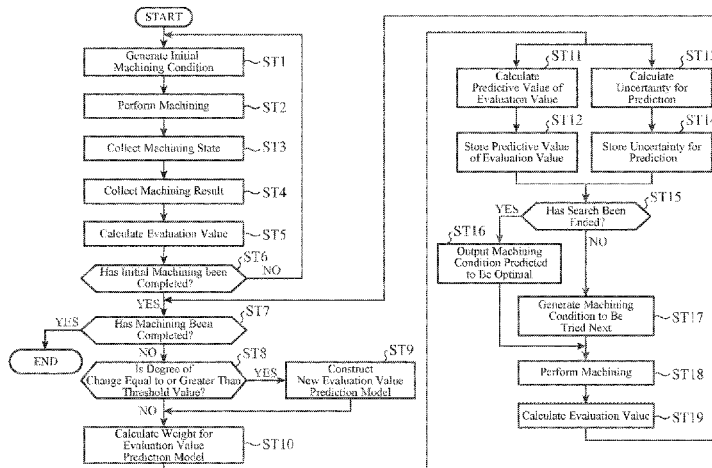 START
Generate Initial
Machining Condition
ST1
Perform Machining
ST2
Collect Machining State
ST3
Collect Machining Result
ST4
Calculate Evaluation Value
ST5
Has Initial Machining been
Completed?
ST6
NO
YES
Has Machining Been
Completed?
ST7
YES
END
NO
Is Degree of
Change Equal to or Greater Than
Threshold Value?
ST8
YES
NO
Construct
New Evaluation Value
Prediction Model
ST9
Calculate Weight for
Evaluation Value
Prediction Model
ST10
Calculate
Predictive Value of
Evaluation Value
ST11
Store Predictive Value
of Evaluation Value
ST12
Calculate
Uncertainty for
Prediction
Store Uncertainty for
Prediction
Has Search Been
Ended?
ST15
YES
NO
Output Machining
Condition Predicted
to Be Optimal
ST16
Generate Machining
Condition to Be
Tried Next
ST17
Perform Machining
ST18
Calculate Evaluation Value
ST19